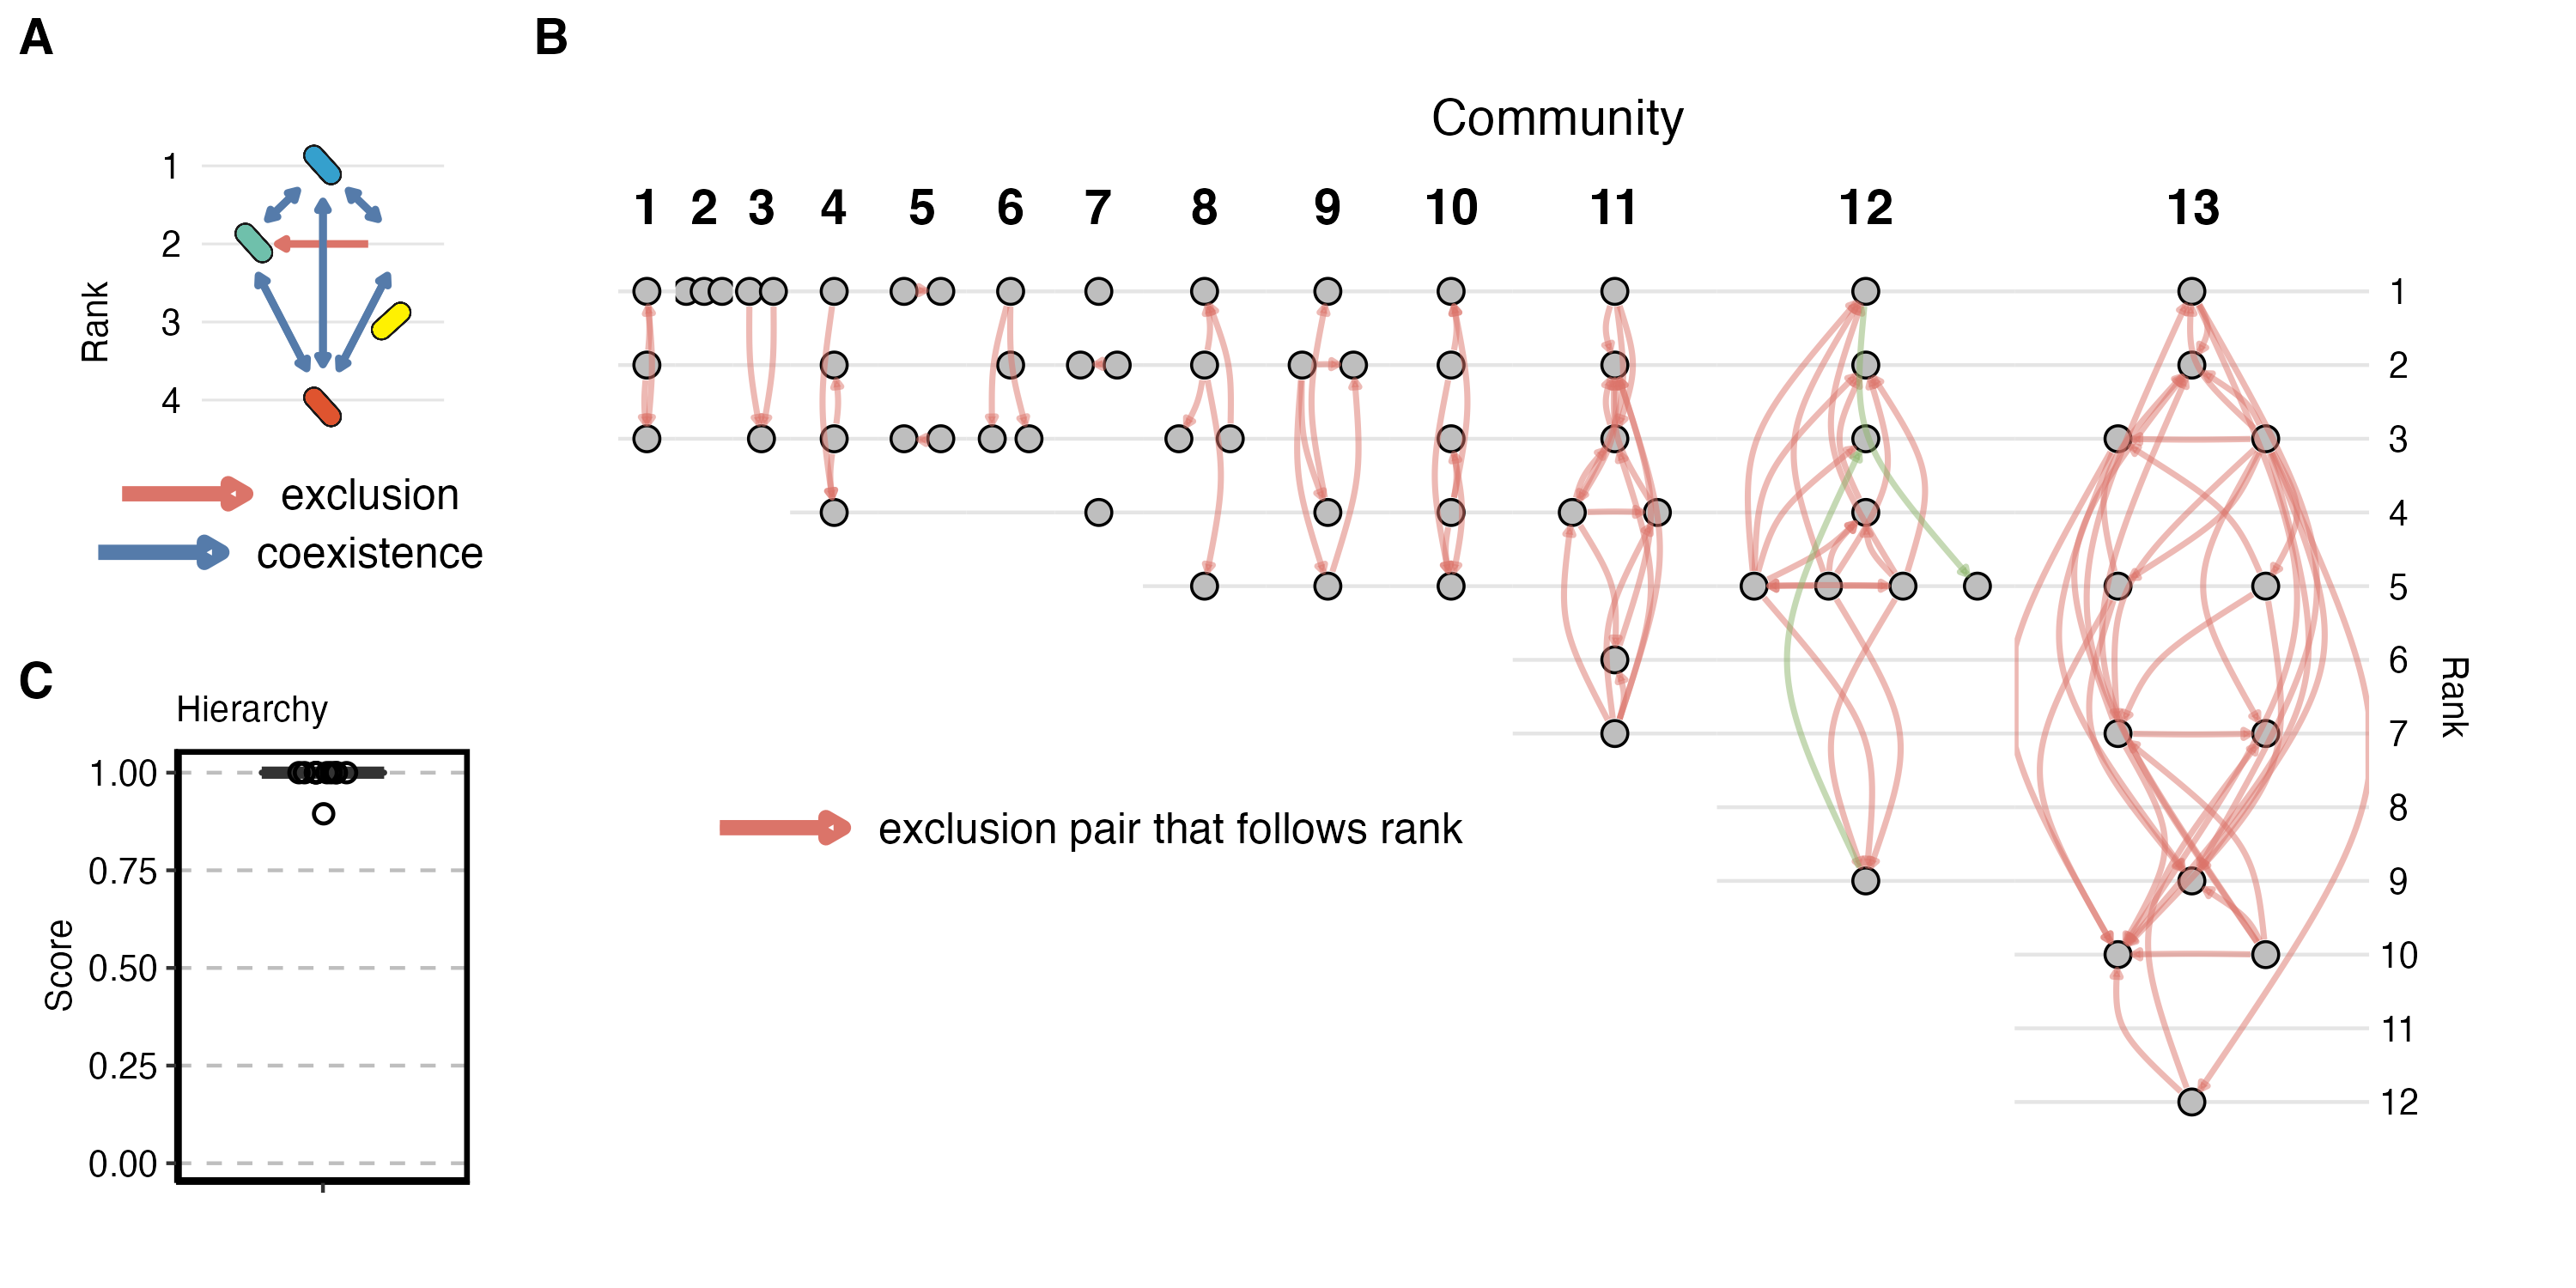 A
1
2
3
4
Rank
exclusion
coexistence
B
Community
1 2 3 4 5 6 7 8 9 10 11 12 13
1
2
3
4
5
6
7
8
9
10
11
12
Rank
exclusion pair that follows rank
C
Hierarchy
1.00
0.75
0.50
0.25
0.00
Score